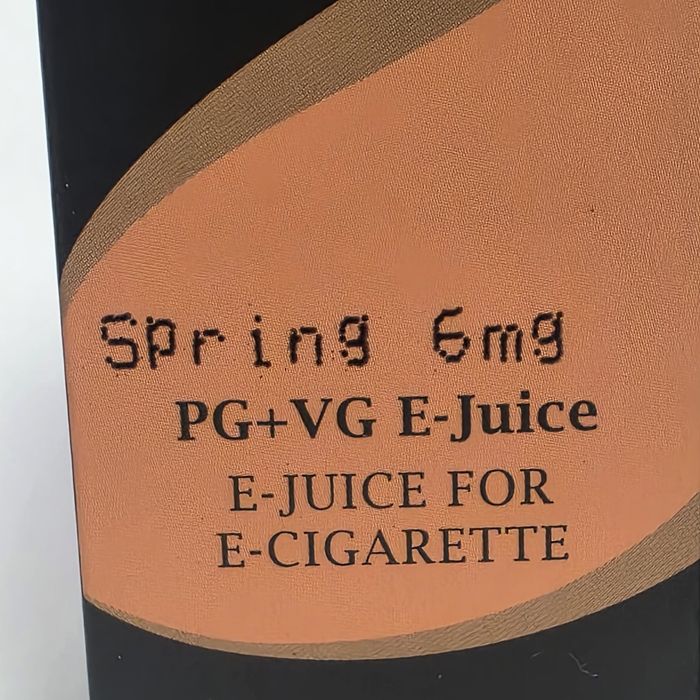 Spring 6mg
PG+VG E-Juice
E-JUICE FOR
E-CIGARETTE